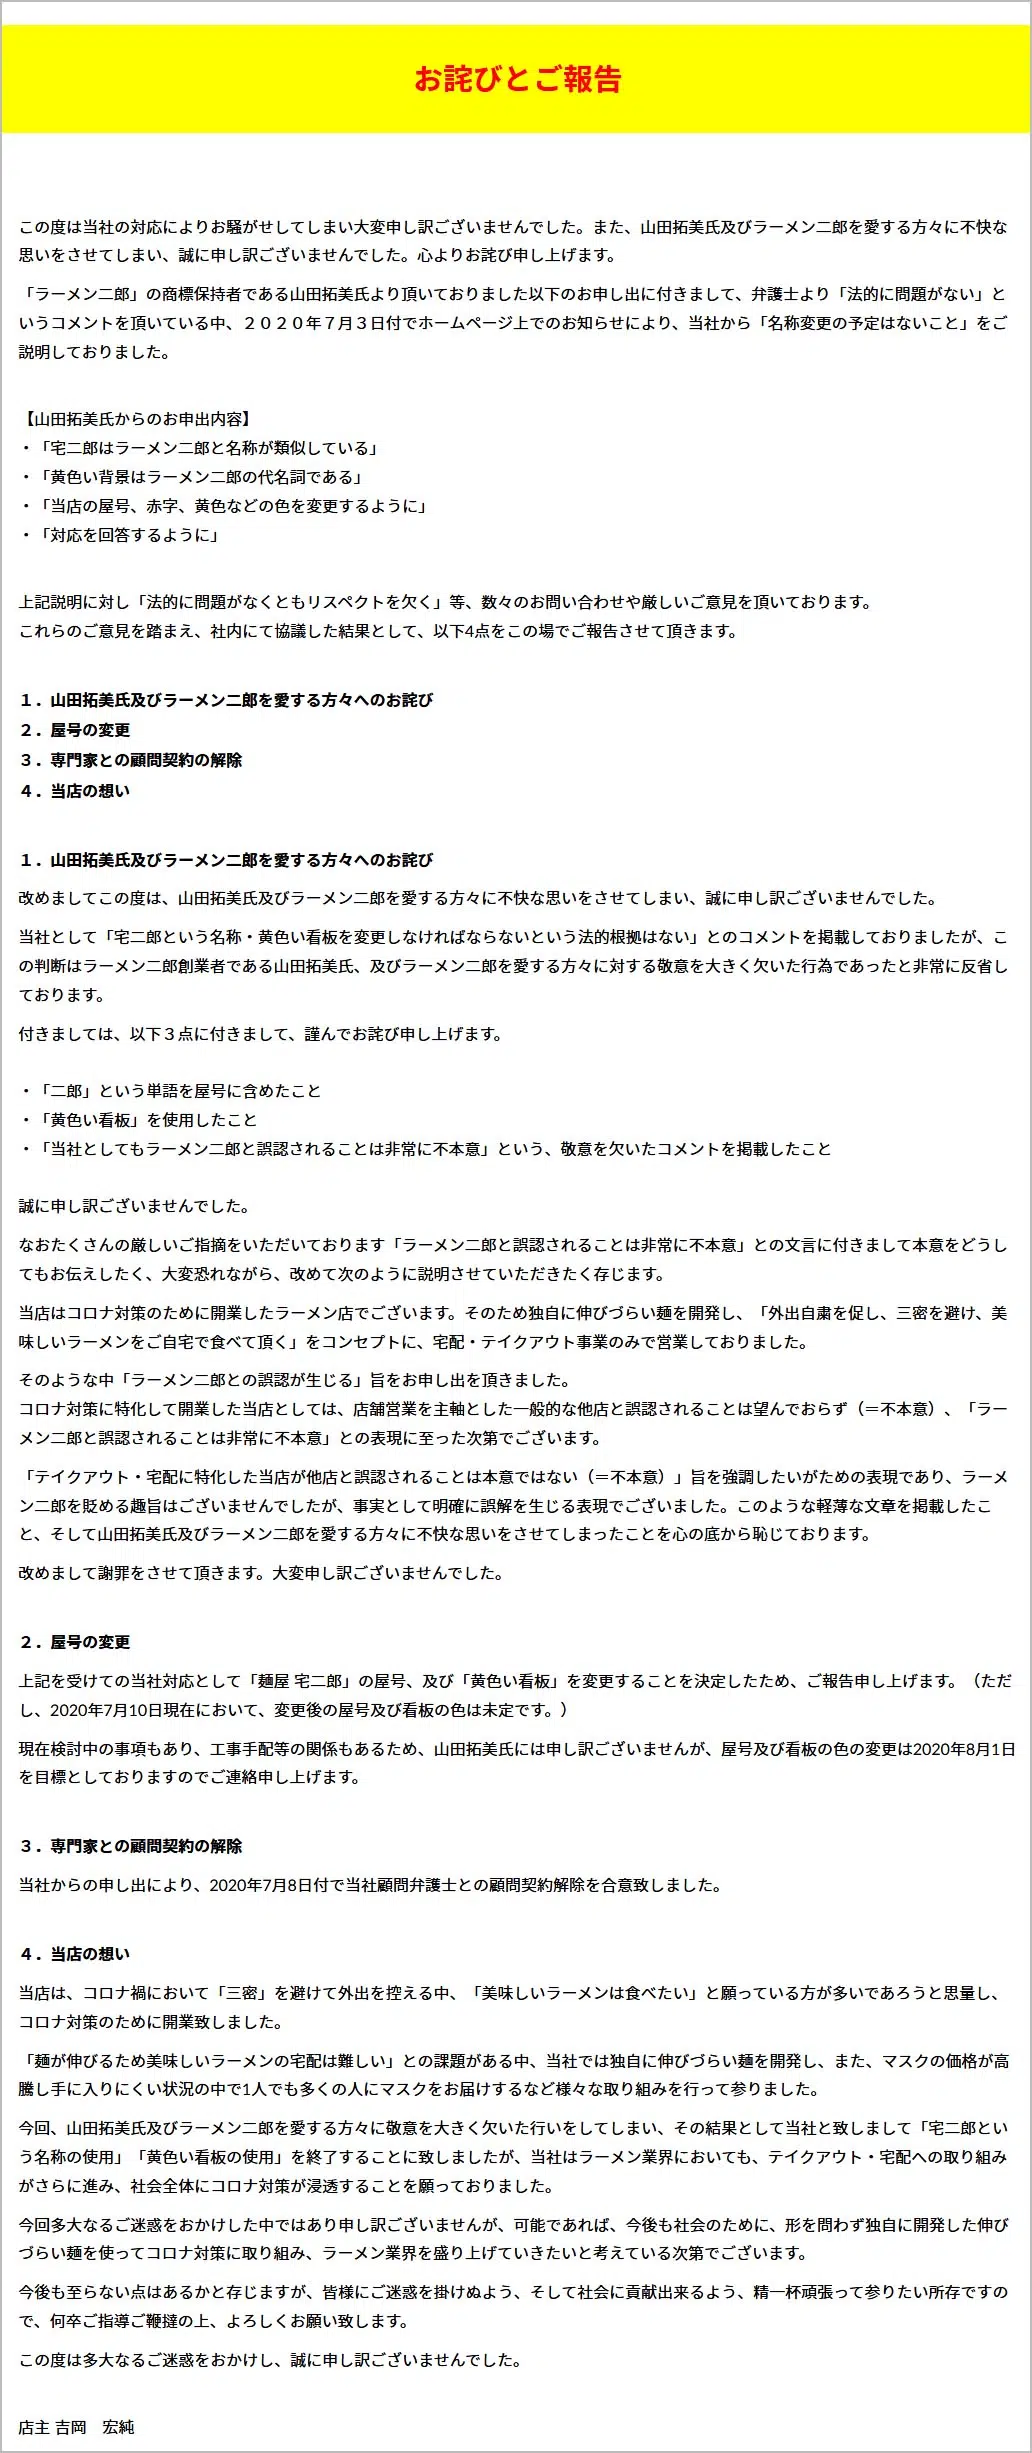 お詫びとご報告
この度は当社の対応によりお騒がせしてしまい大変申し訳ございませんでした。また、山田拓美氏及びラーメン二郎を愛する方々に不快な
思いをさせてしまい、誠に申し訳ございませんでした。心よりお詫び申し上げます。
「ラーメン二郎」の商標保持者である山田拓美氏より頂いておりました以下のお申し出に付きまして、弁護士より「法的に問題がない」と
いうコメントを頂いている中、２０２０年７月３日付でホームページ上でのお知らせにより、当社から「名称変更の予定はないこと」をご
説明しておりました。
【山田拓美氏からのお申出内容】
・「宅二郎はラーメン二郎と名称が類似している」
・「黄色い背景はラーメン二郎の代名詞である」
・「当店の屋号、赤字、黄色などの色を変更するように」
・「対応を回答するように」
上記説明に対し「法的に問題がなくともリスペクトを欠く」等、数々のお問い合わせや厳しいご意見を頂いております。
これらのご意見を踏まえ、社内にて協議した結果として、以下4点をこの場でご報告させて頂きます。
１．山田拓美氏及びラーメン二郎を愛する方々へのお詫び
２．屋号の変更
３．専門家との顧問契約の解除
４．当店の想い
１．山田拓美氏及びラーメン二郎を愛する方々へのお詫び
改めましてこの度は、山田拓美氏及びラーメン二郎を愛する方々に不快な思いをさせてしまい、誠に申し訳ございませんでした。
当社として「宅二郎という名称・黄色い看板を変更しなければならないという法的根拠はない」とのコメントを掲載しておりましたが、こ
の判断はラーメン二郎創業者である山田拓美氏、及びラーメン二郎を愛する方々に対する敬意を大きく欠いた行為であったと非常に反省し
ております。
付きましては、以下３点に付きまして、謹んでお詫び申し上げます。
・「二郎」という単語を屋号に含めたこと
・「黄色い看板」を使用したこと
・「当社としてもラーメン二郎と誤認されることは非常に不本意」という、敬意を欠いたコメントを掲載したこと
誠に申し訳ございませんでした。
なおたくさんの厳しいご指摘をいただいております「ラーメン二郎と誤認されることは非常に不本意」との文言に付きまして本意をどうし
てもお伝えしたく、大変恐れながら、改めて次のように説明させていただきたく存じます。
当店はコロナ対策のために開業したラーメン店でございます。そのため独自に伸びづらい麺を開発し、「外出自粛を促し、三密を避け、美
味しいラーメンをご自宅で食べて頂く」をコンセプトに、宅配・テイクアウト事業のみで営業しておりました。
そのような中「ラーメン二郎との誤認が生じる」旨をお申し出を頂きました。
コロナ対策に特化して開業した当店としては、店舗営業を主軸とした一般的な他店と誤認されることは望んでおらず（＝不本意）、「ラー
メン二郎と誤認されることは非常に不本意」との表現に至った次第でございます。
「テイクアウト・宅配に特化した当店が他店と誤認されることは本意ではない（＝不本意）」旨を強調したいがための表現であり、ラーメ
ン二郎を貶める趣旨はございませんでしたが、事実として明確に誤解を生じる表現でございました。このような軽薄な文章を掲載したこ
と、そして山田拓美氏及びラーメン二郎を愛する方々に不快な思いをさせてしまったことを心の底から恥じております。
改めまして謝罪をさせて頂きます。大変申し訳ございませんでした。
２．屋号の変更
上記を受けての当社対応として「麺屋 宅二郎」の屋号、及び「黄色い看板」を変更することを決定したため、ご報告申し上げます。（ただ
し、2020年7月10日現在において、変更後の屋号及び看板の色は未定です。）
現在検討中の事項もあり、工事手配等の関係もあるため、山田拓美氏には申し訳ございませんが、屋号及び看板の色の変更は2020年8月1日
を目標としておりますのでご連絡申し上げます。
３．専門家との顧問契約の解除
当社からの申し出により、2020年7月8日付で当社顧問弁護士との顧問契約解除を合意致しました。
４．当店の想い
当店は、コロナ禍において「三密」を避けて外出を控える中、「美味しいラーメンは食べたい」と願っている方が多いであろうと思量し、
コロナ対策のために開業致しました。
「麺が伸びるため美味しいラーメンの宅配は難しい」との課題がある中、当社では独自に伸びづらい麺を開発し、また、マスクの価格が高
騰し手に入りにくい状況の中で1人でも多くの人にマスクをお届けするなど様々な取り組みを行って参りました。
今回、山田拓美氏及びラーメン二郎を愛する方々に敬意を大きく欠いた行いをしてしまい、その結果として当社と致しまして「宅二郎とい
う名称の使用」「黄色い看板の使用」を終了することに致しましたが、当社はラーメン業界においても、テイクアウト・宅配への取り組み
がさらに進み、社会全体にコロナ対策が浸透することを願っておりました。
今回多大なるご迷惑をおかけした中ではあり申し訳ございませんが、可能であれば、今後も社会のために、形を問わず独自に開発した伸び
づらい麺を使ってコロナ対策に取り組み、ラーメン業界を盛り上げていきたいと考えている次第でございます。
今後も至らない点はあるかと存じますが、皆様にご迷惑を掛けぬよう、そして社会に貢献出来るよう、精一杯頑張って参りたい所存ですの
で、何卒ご指導ご鞭撻の上、よろしくお願い致します。
この度は多大なるご迷惑をおかけし、誠に申し訳ございませんでした。
店主 吉岡　宏純